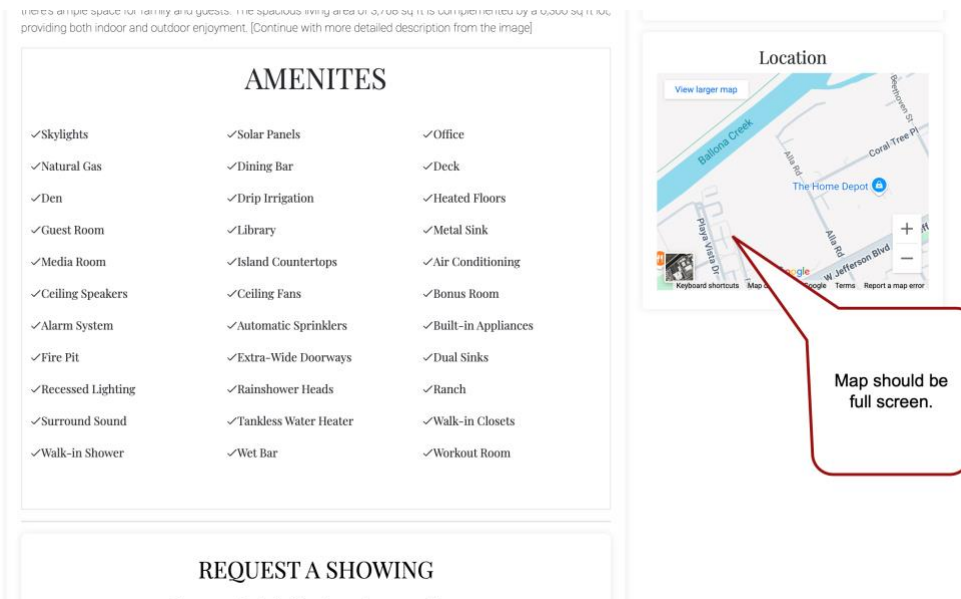 there's ample space for family and guests. The spacious living area of 3,788 sq ft is complemented by a 6,300 sq ft lot,
providing both indoor and outdoor enjoyment. [Continue with more detailed description from the image]
AMENITES
✓Skylights
✓Solar Panels
✓Office
✓Natural Gas
✓Dining Bar
✓Deck
✓Den
✓Drip Irrigation
✓Heated Floors
✓Guest Room
✓Library
✓Metal Sink
✓Media Room
✓Island Countertops
✓Air Conditioning
✓Ceiling Speakers
✓Ceiling Fans
✓Bonus Room
✓Alarm System
✓Automatic Sprinklers
✓Built-in Appliances
✓Fire Pit
✓Extra-Wide Doorways
✓Dual Sinks
✓Recessed Lighting
✓Rainshower Heads
✓Ranch
✓Surround Sound
✓Tankless Water Heater
✓Walk-in Closets
✓Walk-in Shower
✓Wet Bar
✓Workout Room
REQUEST A SHOWING
Location
View larger map
Beethoven St
Ballona Creek
Coral Tree Pl
Alla Rd
The Home Depot
Playa Vista Dr
Alla Rd
W Jefferson Blvd
Keyboard shortcuts
Google
Terms
Report a map error
Map should be
full screen.